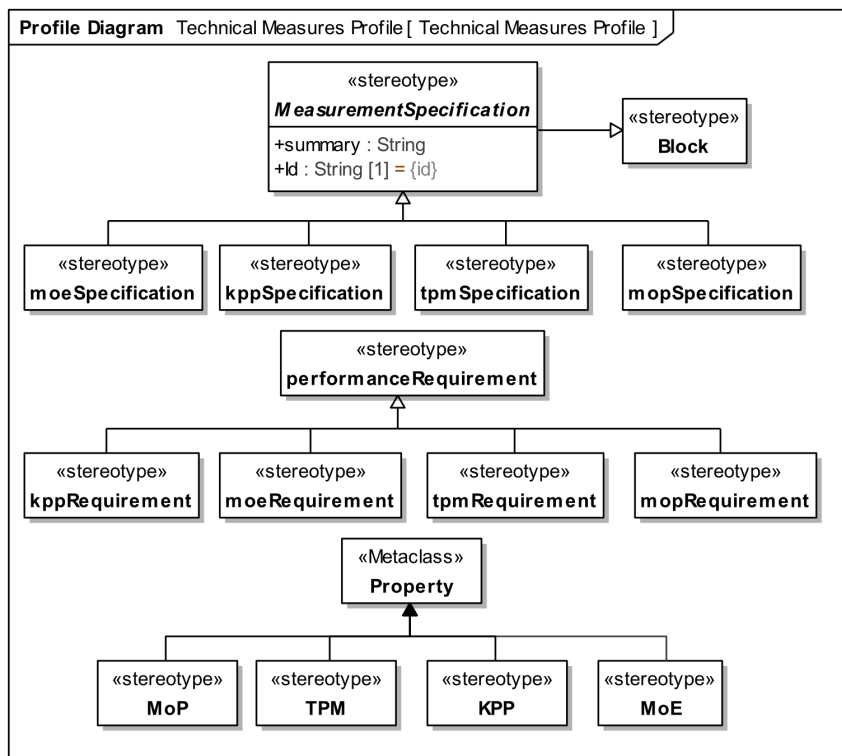 Profile Diagram Technical Measures Profile [ Technical Measures Profile ]
«stereotype»
MeasurementSpecification
+summary : String
+Id : String [1] = {id}
«stereotype»
Block
«stereotype» «stereotype» «stereotype» «stereotype»
moeSpecification kppSpecification tpmSpecification mopSpecification
«stereotype»
performanceRequirement
«stereotype» «stereotype» «stereotype» «stereotype»
kppRequirement moeRequirement tpmRequirement mopRequirement
«Metaclass»
Property
«stereotype» «stereotype» «stereotype» «stereotype»
MoP TPM KPP MoE